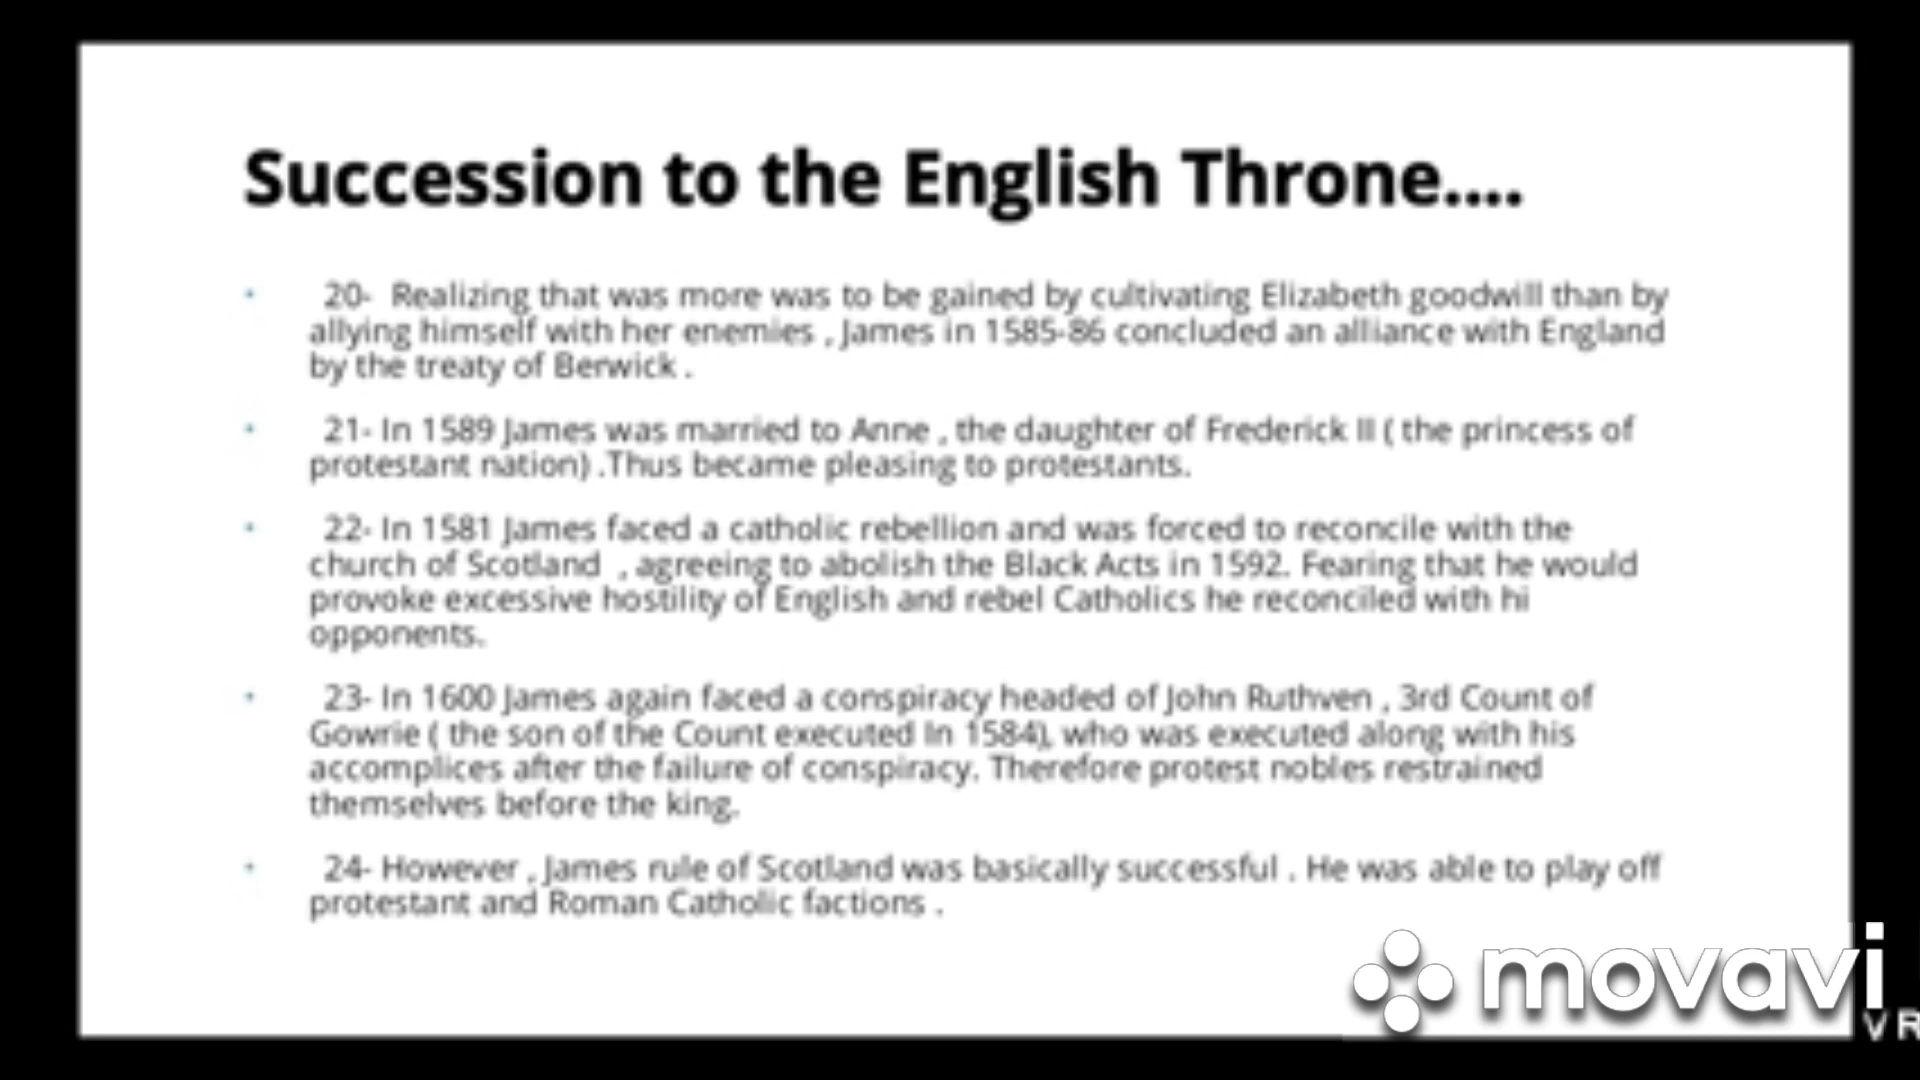 Succession to the English Throne....
• 20- Realizing that was more was to be gained by cultivating Elizabeth goodwill than by
allying himself with her enemies , James in 1585-86 concluded an alliance with England
by the treaty of Berwick .
• 21- In 1589 James was married to Anne , the daughter of Frederick II ( the princess of
protestant nation) .Thus became pleasing to protestants.
• 22- In 1581 James faced a catholic rebellion and was forced to reconcile with the
church of Scotland , agreeing to abolish the Black Acts in 1592. Fearing that he would
provoke excessive hostility of English and rebel Catholics he reconciled with hi
opponents.
• 23- In 1600 James again faced a conspiracy headed of John Ruthven , 3rd Count of
Gowrie ( the son of the Count executed In 1584), who was executed along with his
accomplices after the failure of conspiracy. Therefore protest nobles restrained
themselves before the king.
• 24- However , James rule of Scotland was basically successful . He was able to play off
protestant and Roman Catholic factions .
movavi
VR